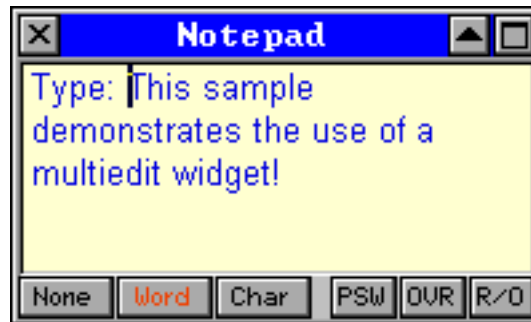 Notepad
Type: This sample
demonstrates the use of a
multiedit widget!
None Word Char PSW OVR R/O